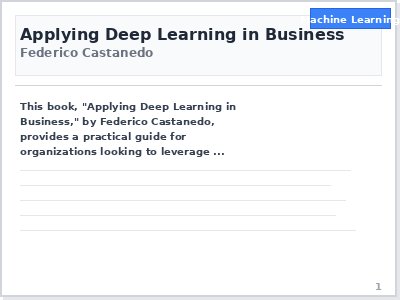 Machine Learning
Applying Deep Learning in Business
Federico Castanedo
This book, "Applying Deep Learning in
Business," by Federico Castanedo,
provides a practical guide for
organizations looking to leverage ...
1